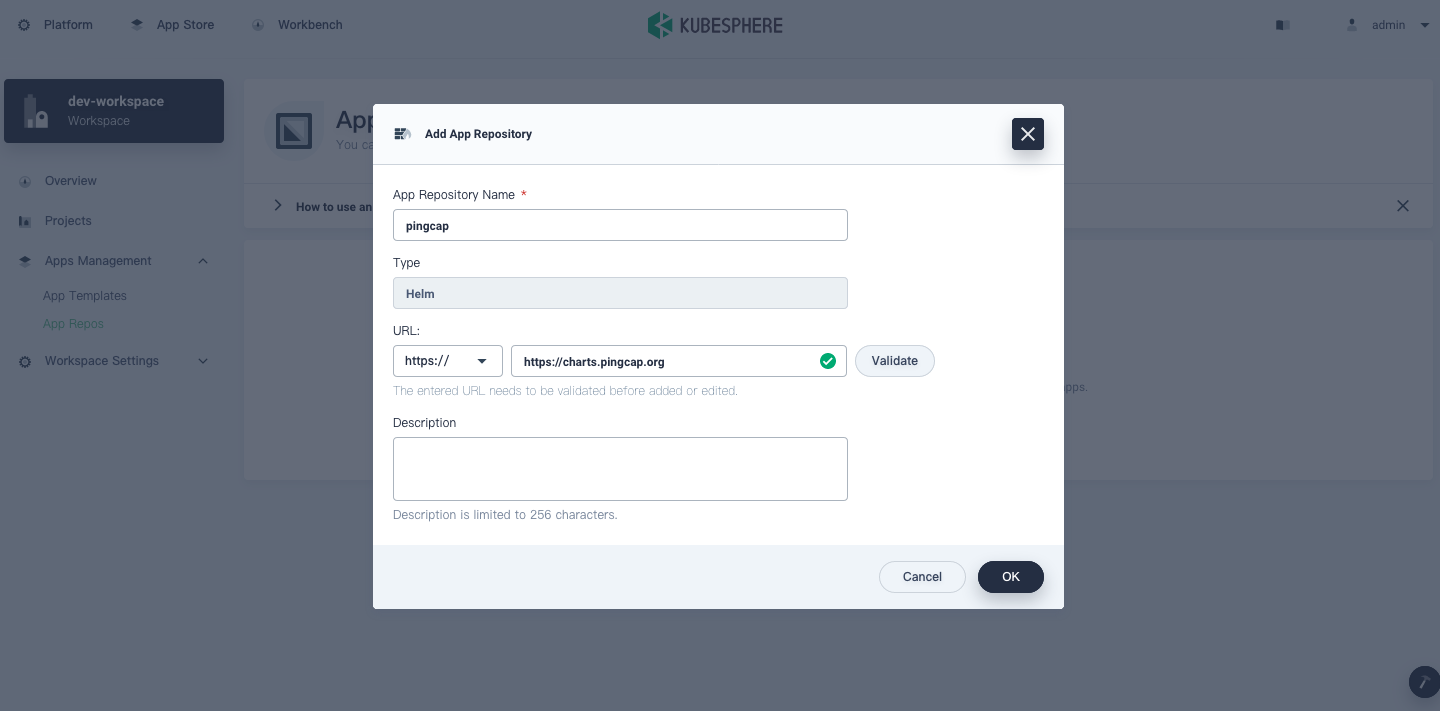 Platform App Store Workbench KUBESPHERE admin
dev-workspace
Workspace
Overview
Projects
Apps Management
App Templates
App Repos
Workspace Settings
App
You ca
How to use an
apps.
Add App Repository
App Repository Name *
pingcap
Type
Helm
URL:
https:// https://charts.pingcap.org Validate
The entered URL needs to be validated before added or edited.
Description
Description is limited to 256 characters.
Cancel OK